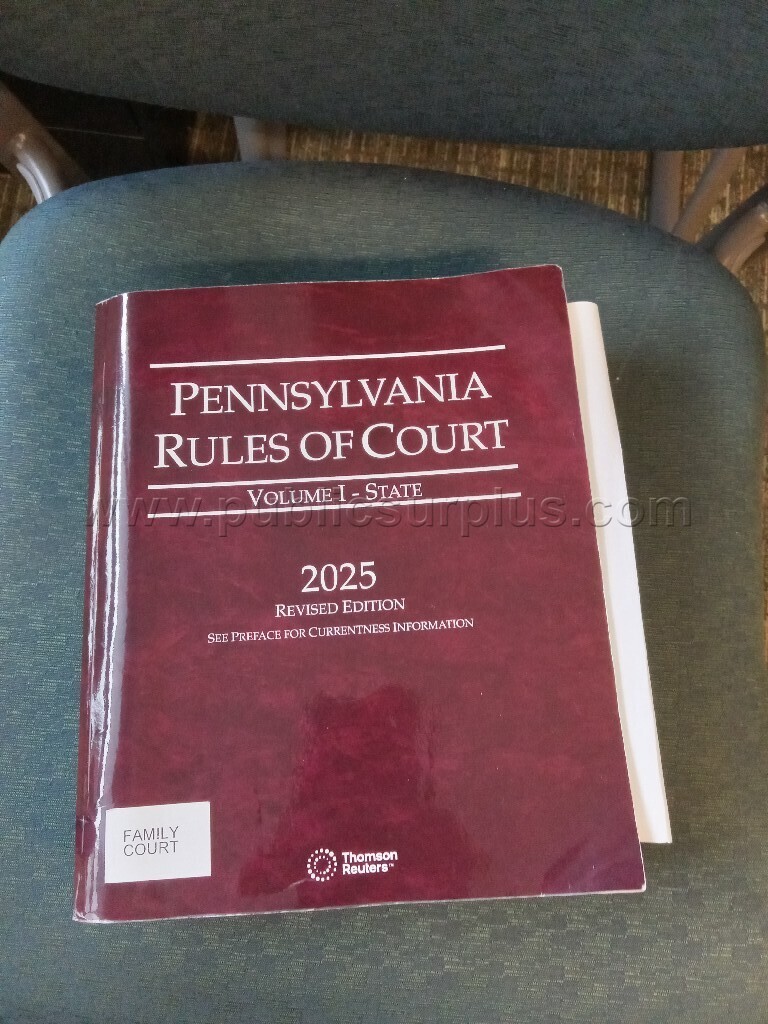 PENNSYLVANIA
RULES OF COURT
VOLUME I - STATE
www.publicsurplus.com
2025
REVISED EDITION
SEE PREFACE FOR CURRENTNESS INFORMATION
FAMILY
COURT
Thomson
Reuters™